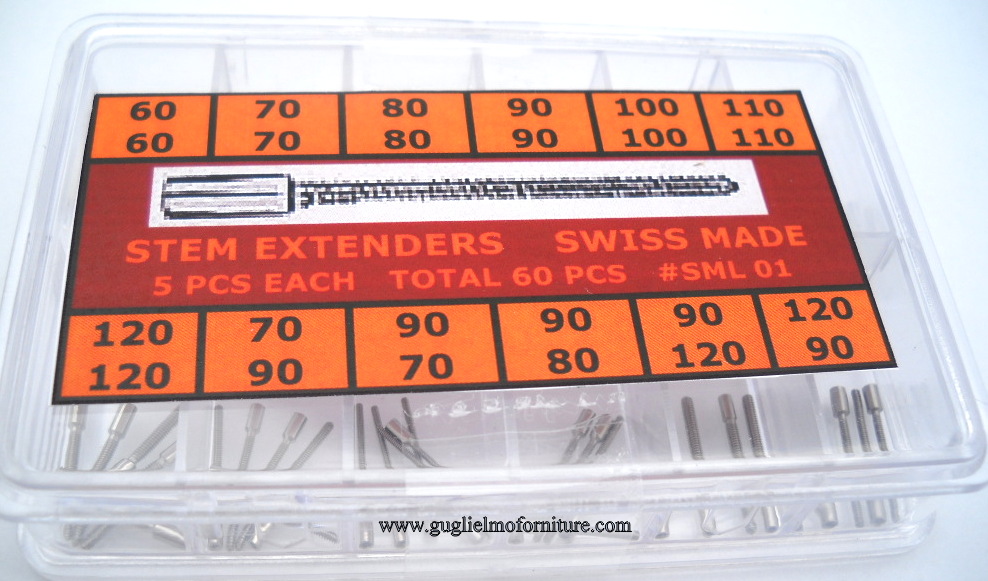 60 70 80 90 100 110
60 70 80 90 100 110
STEM EXTENDERS SWISS MADE
5 PCS EACH TOTAL 60 PCS #SML 01
120 70 90 90 90 120
120 90 70 80 120 90
www.guglielmoforniture.com